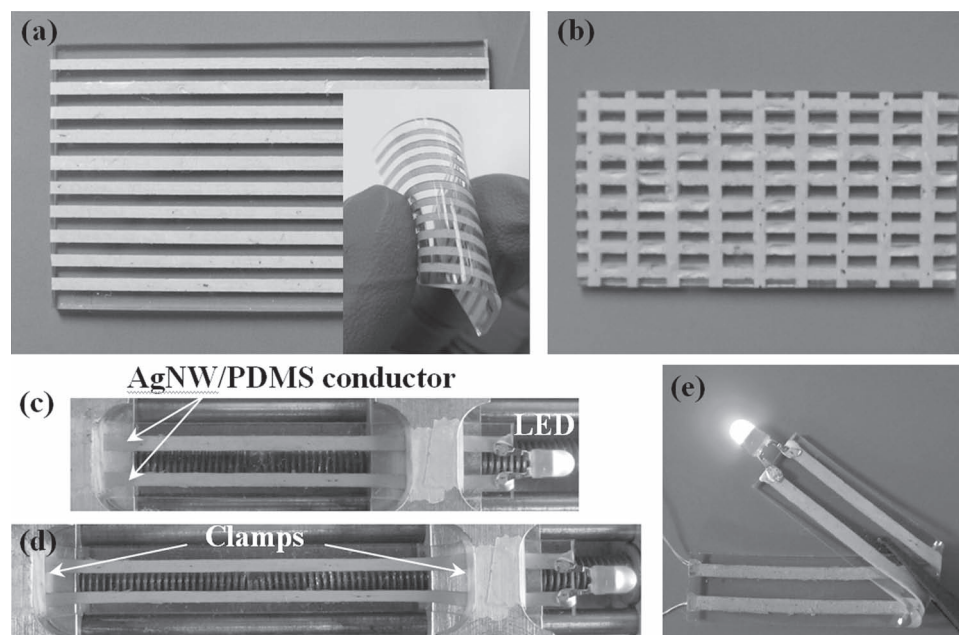 (a)
(b)
AgNW/PDMS conductor
(c)
LED
(e)
(d)
Clamps